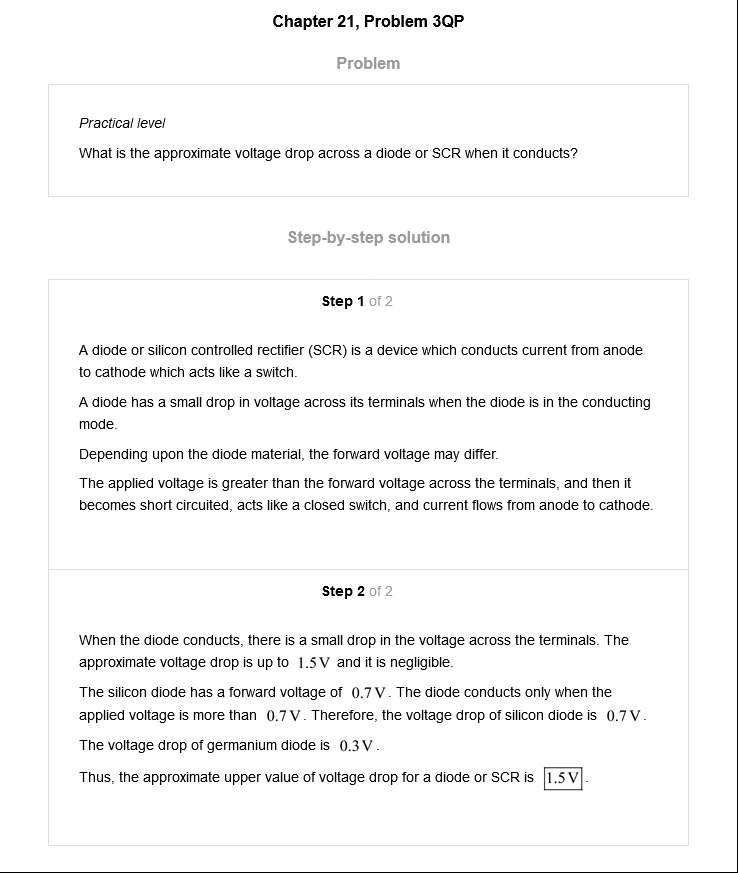 Chapter 21, Problem 3QP
Problem
Practical level
What is the approximate voltage drop across a diode or SCR when it conducts?
Step-by-step solution
Step 1 of 2
A diode or silicon controlled rectifier (SCR) is a device which conducts current from anode
to cathode which acts like a switch.
A diode has a small drop in voltage across its terminals when the diode is in the conducting
mode.
Depending upon the diode material, the forward voltage may differ.
The applied voltage is greater than the forward voltage across the terminals, and then it
becomes short circuited, acts like a closed switch, and current flows from anode to cathode.
Step 2 of 2
When the diode conducts, there is a small drop in the voltage across the terminals. The
approximate voltage drop is up to 1.5 V and it is negligible.
The silicon diode has a forward voltage of 0.7 V. The diode conducts only when the
applied voltage is more than 0.7 V. Therefore, the voltage drop of silicon diode is 0.7 V.
The voltage drop of germanium diode is 0.3 V.
Thus, the approximate upper value of voltage drop for a diode or SCR is 1.5 V.